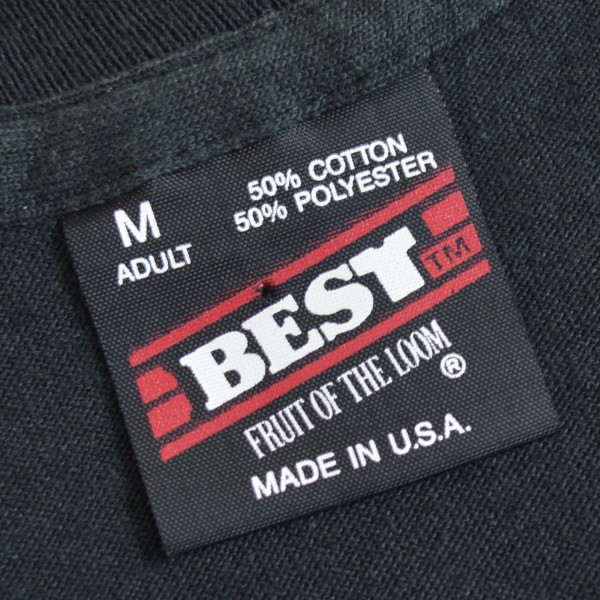 M
ADULT
50% COTTON
50% POLYESTER
BEST TM
FRUIT OF THE LOOM ®
MADE IN U.S.A.